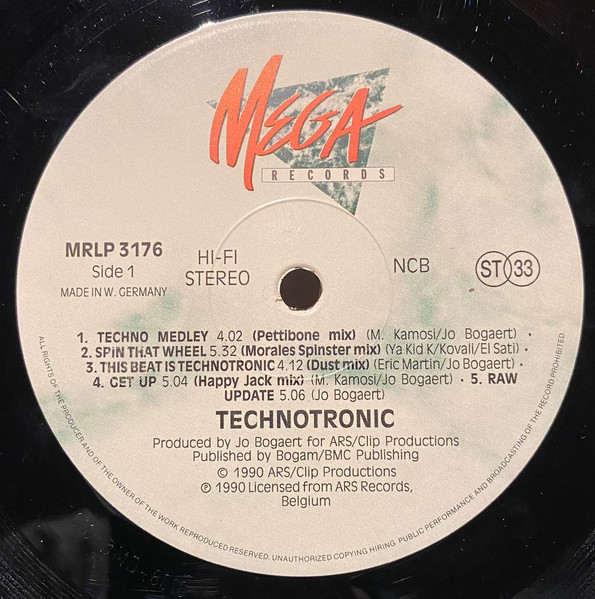 MEGA
RECORDS
MRLP 3176
Side 1
MADE IN W. GERMANY
HI-FI
STEREO
NCB
ST 33
1. TECHNO MEDLEY 4.02 (Pettibone mix) (M. Kamosi/Jo Bogaert) ·
2. SPIN THAT WHEEL 5.32 (Morales Spinster mix) (Ya Kid K/Kovali/El Sati) ·
3. THIS BEAT IS TECHNOTRONIC 4.12 (Dust mix) (Eric Martin/Jo Bogaert) ·
4. GET UP 5.04 (Happy Jack mix) (M. Kamosi/Jo Bogaert) · 5. RAW
UPDATE 5.06 (Jo Bogaert)
TECHNOTRONIC
Produced by Jo Bogaert for ARS/Clip Productions
Published by Bogam/BMC Publishing
© 1990 ARS/Clip Productions
℗ 1990 Licensed from ARS Records,
Belgium
ALL RIGHTS OF THE PRODUCER AND OF THE OWNER OF THE WORK REPRODUCED RESERVED. UNAUTHORIZED COPYING HIRING. PUBLIC PERFORMANCE AND BROADCASTING OF THE RECORD PROHIBITED.